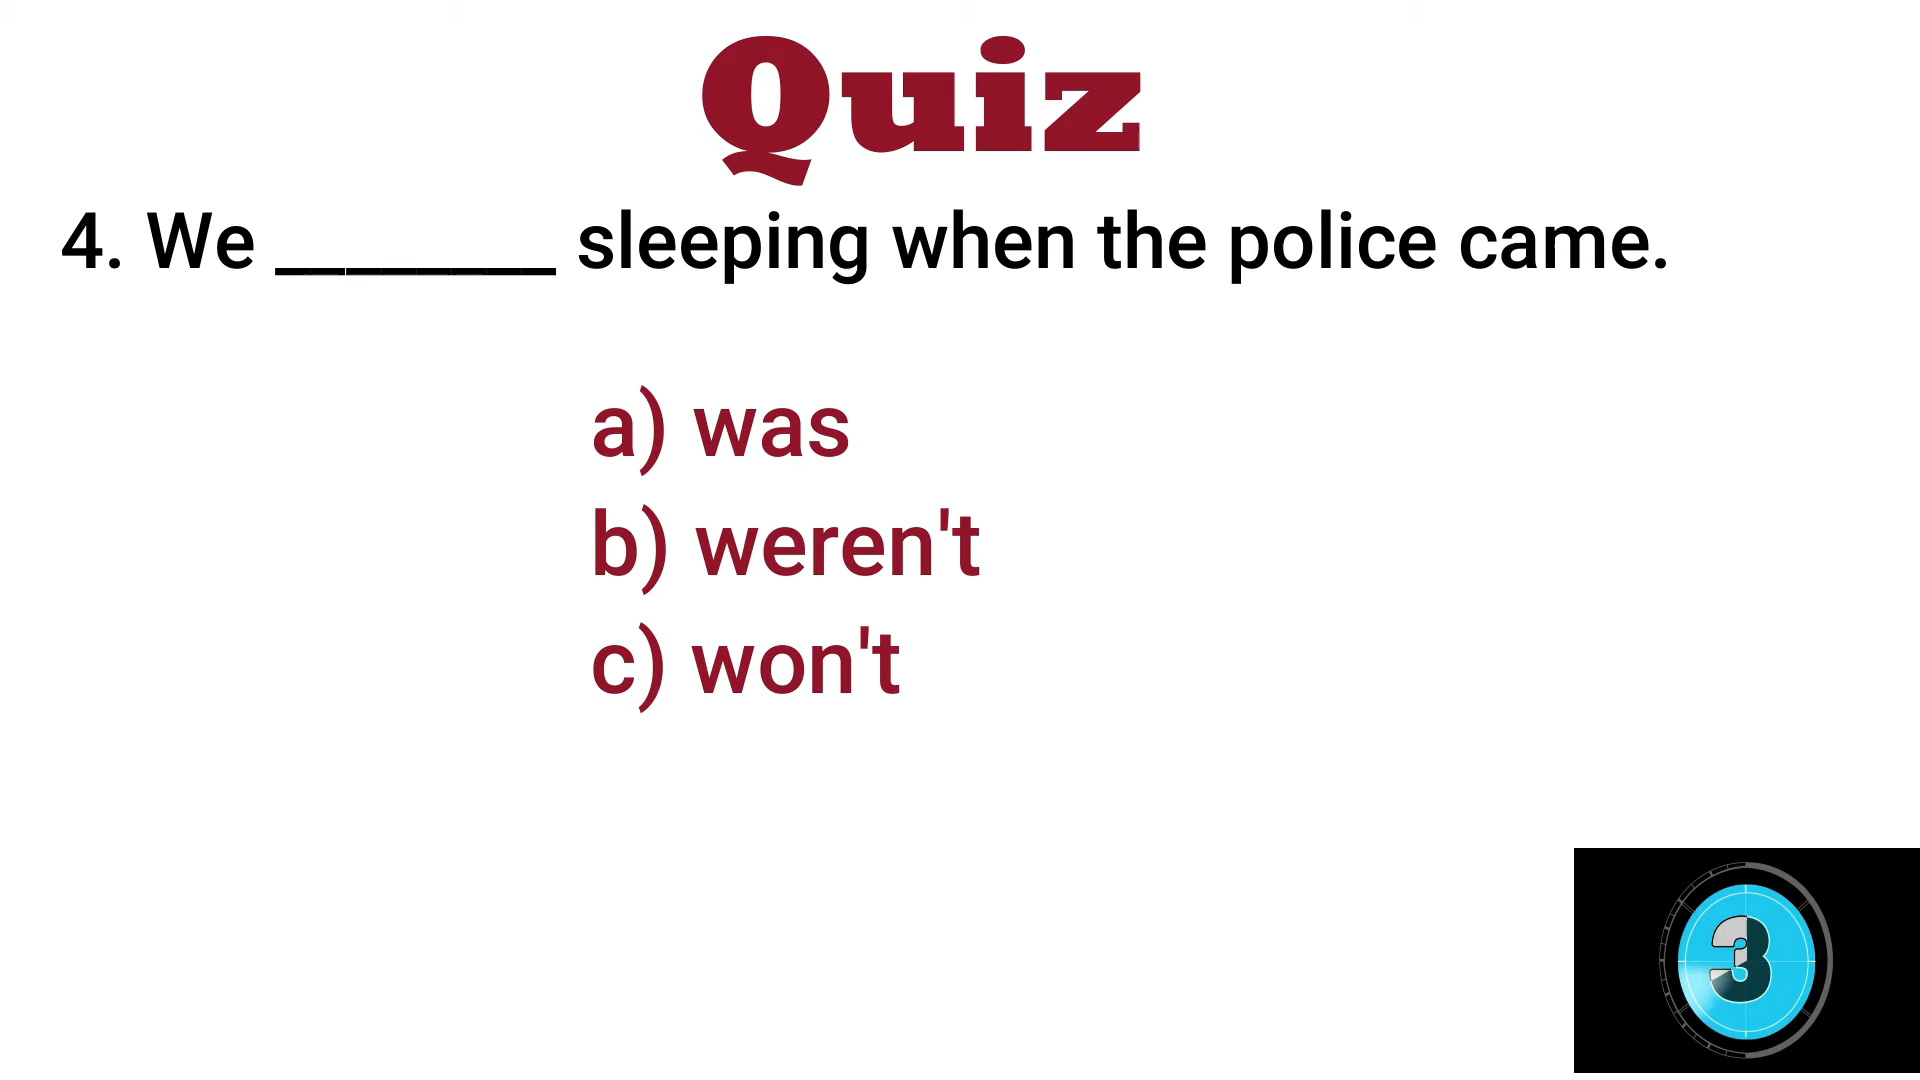 Quiz
4. We ________ sleeping when the police came.
a) was
b) weren't
c) won't
3